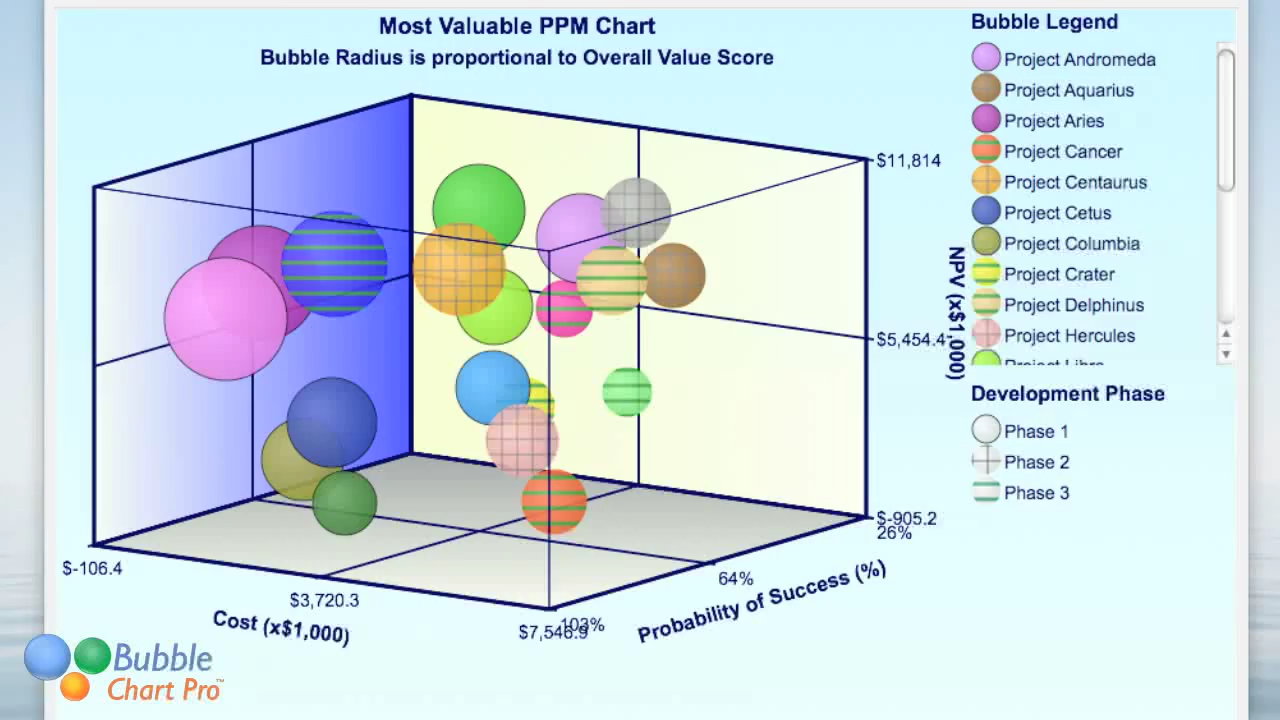 Most Valuable PPM Chart
Bubble Radius is proportional to Overall Value Score
$11,814
$5,454.4
$-905.2
26%
64%
103%
$7,546.9
$3,720.3
$-106.4
NPV (x$1,000)
Probability of Success (%)
Cost (x$1,000)
Bubble Legend
Project Andromeda
Project Aquarius
Project Aries
Project Cancer
Project Centaurus
Project Cetus
Project Columbia
Project Crater
Project Delphinus
Project Hercules
Project Libra
Development Phase
Phase 1
Phase 2
Phase 3
Bubble
Chart Pro™